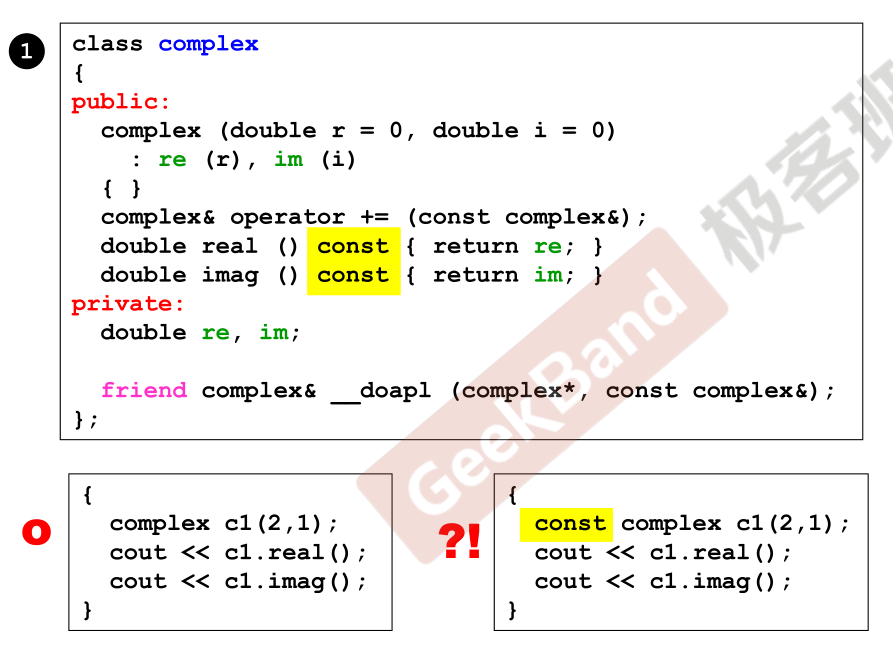 1
class complex
{
public:
  complex (double r = 0, double i = 0)
    : re (r), im (i)
  { }
  complex& operator += (const complex&);
  double real () const { return re; }
  double imag () const { return im; }
private:
  double re, im;
  friend complex& __doapl (complex*, const complex&);
};
GeekBand 极客班
O
{
  complex c1(2,1);
  cout << c1.real();
  cout << c1.imag();
}
?!
{
  const complex c1(2,1);
  cout << c1.real();
  cout << c1.imag();
}